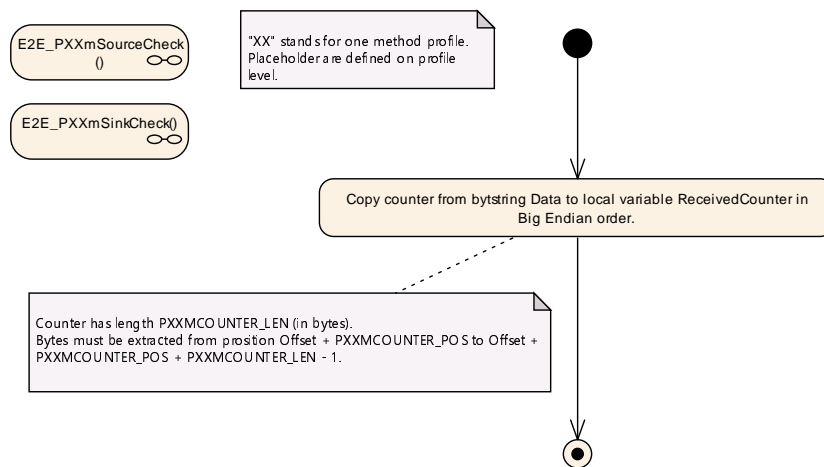 E2E_PXXmSourceCheck
()
"XX" stands for one method profile.
Placeholder are defined on profile
level.
E2E_PXXmSinkCheck()
Copy counter from bytstring Data to local variable ReceivedCounter in
Big Endian order.
Counter has length PXXMCOUNTER_LEN (in bytes).
Bytes must be extracted from prosition Offset + PXXMCOUNTER_POS to Offset +
PXXMCOUNTER_POS + PXXMCOUNTER_LEN - 1.